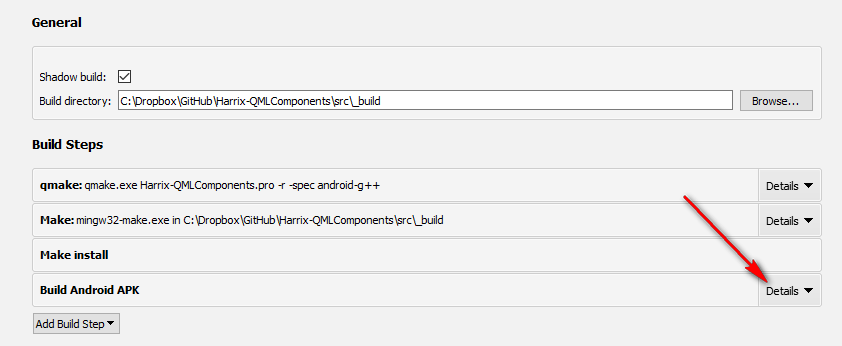 General
Shadow build:
Build directory: C:\Dropbox\GitHub\Harrix-QMLComponents\src\_build Browse...
Build Steps
qmake: qmake.exe Harrix-QMLComponents.pro -r -spec android-g++ Details
Make: mingw32-make.exe in C:\Dropbox\GitHub\Harrix-QMLComponents\src\_build Details
Make install
Build Android APK Details
Add Build Step